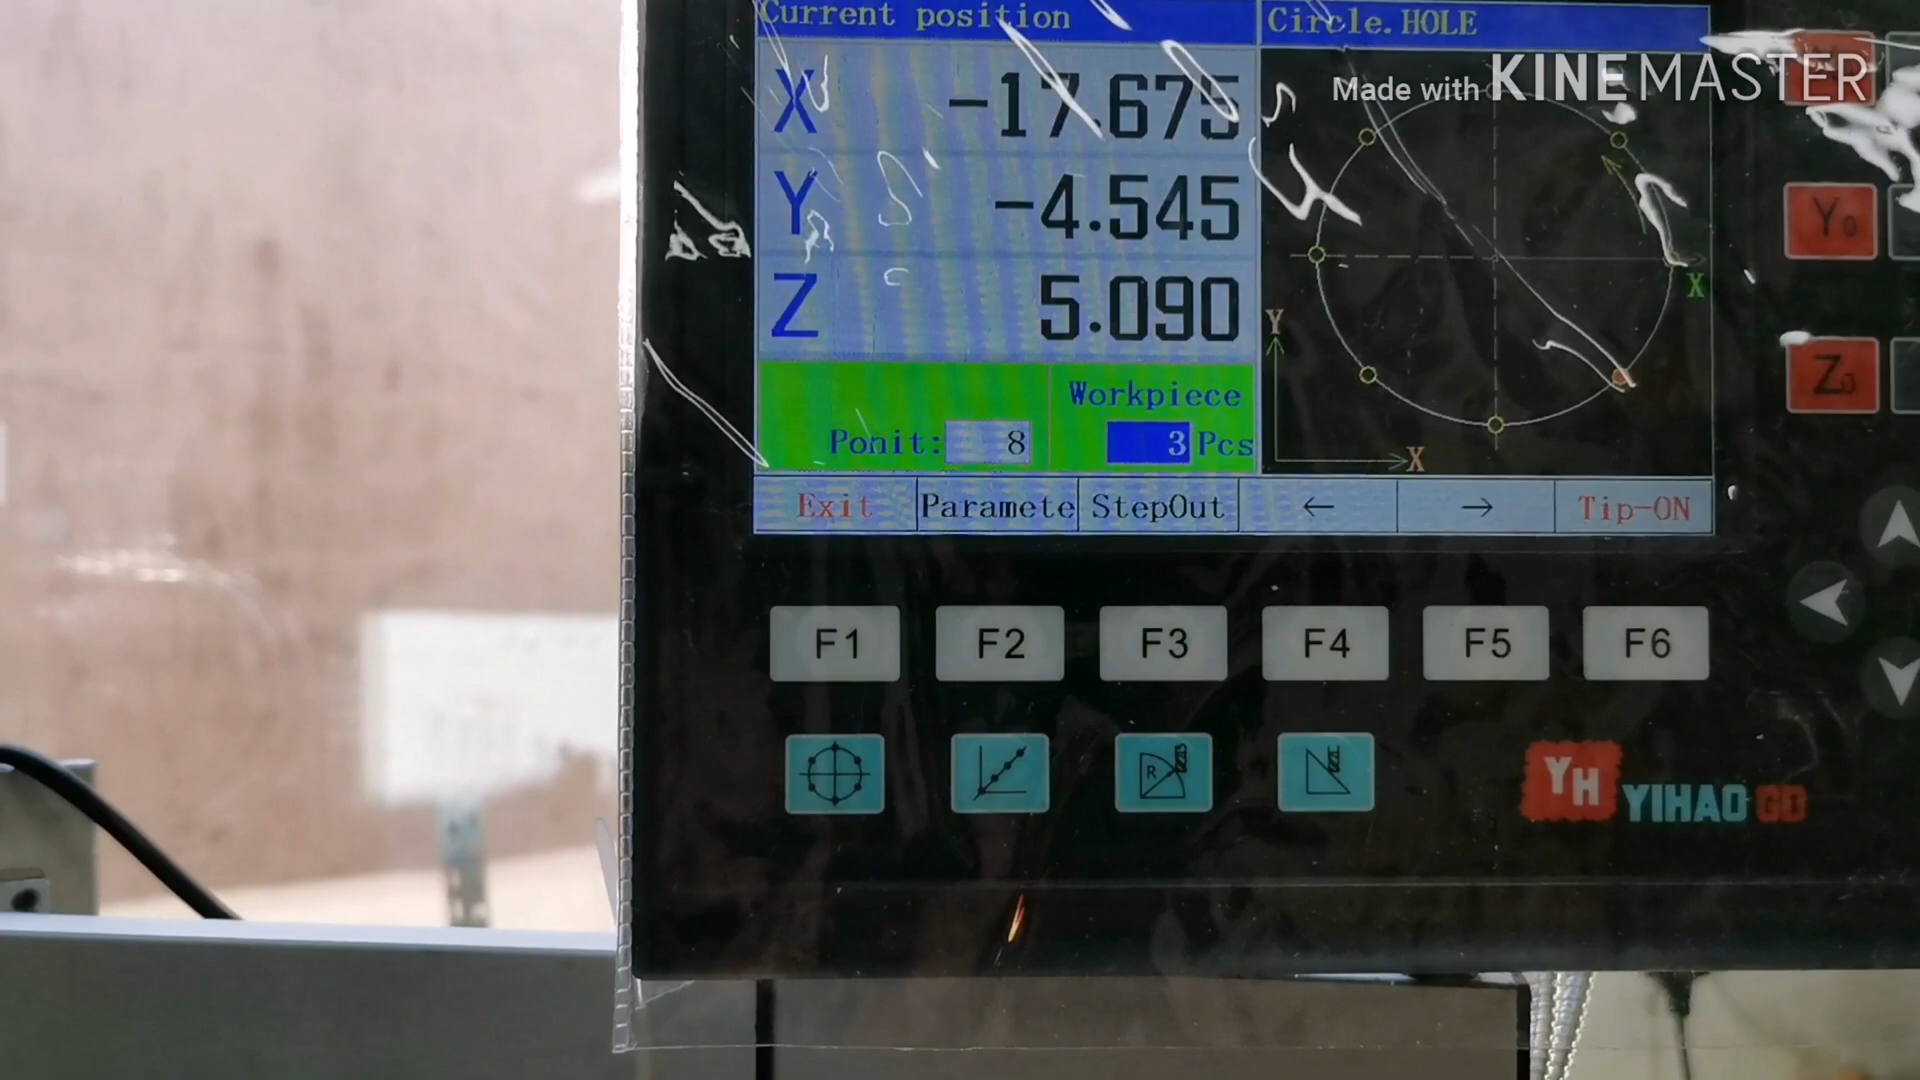 Current position
Circle.HOLE
Made with KINEMASTER
X -17.675
Y -4.545
Z 5.090
Y
X
X
Workpiece
Ponit: 8
3 Pcs
Exit
Paramete
StepOut
←
→
Tip-ON
Y₀
Z₀
F1
F2
F3
F4
F5
F6
R
YH YIHAO GD